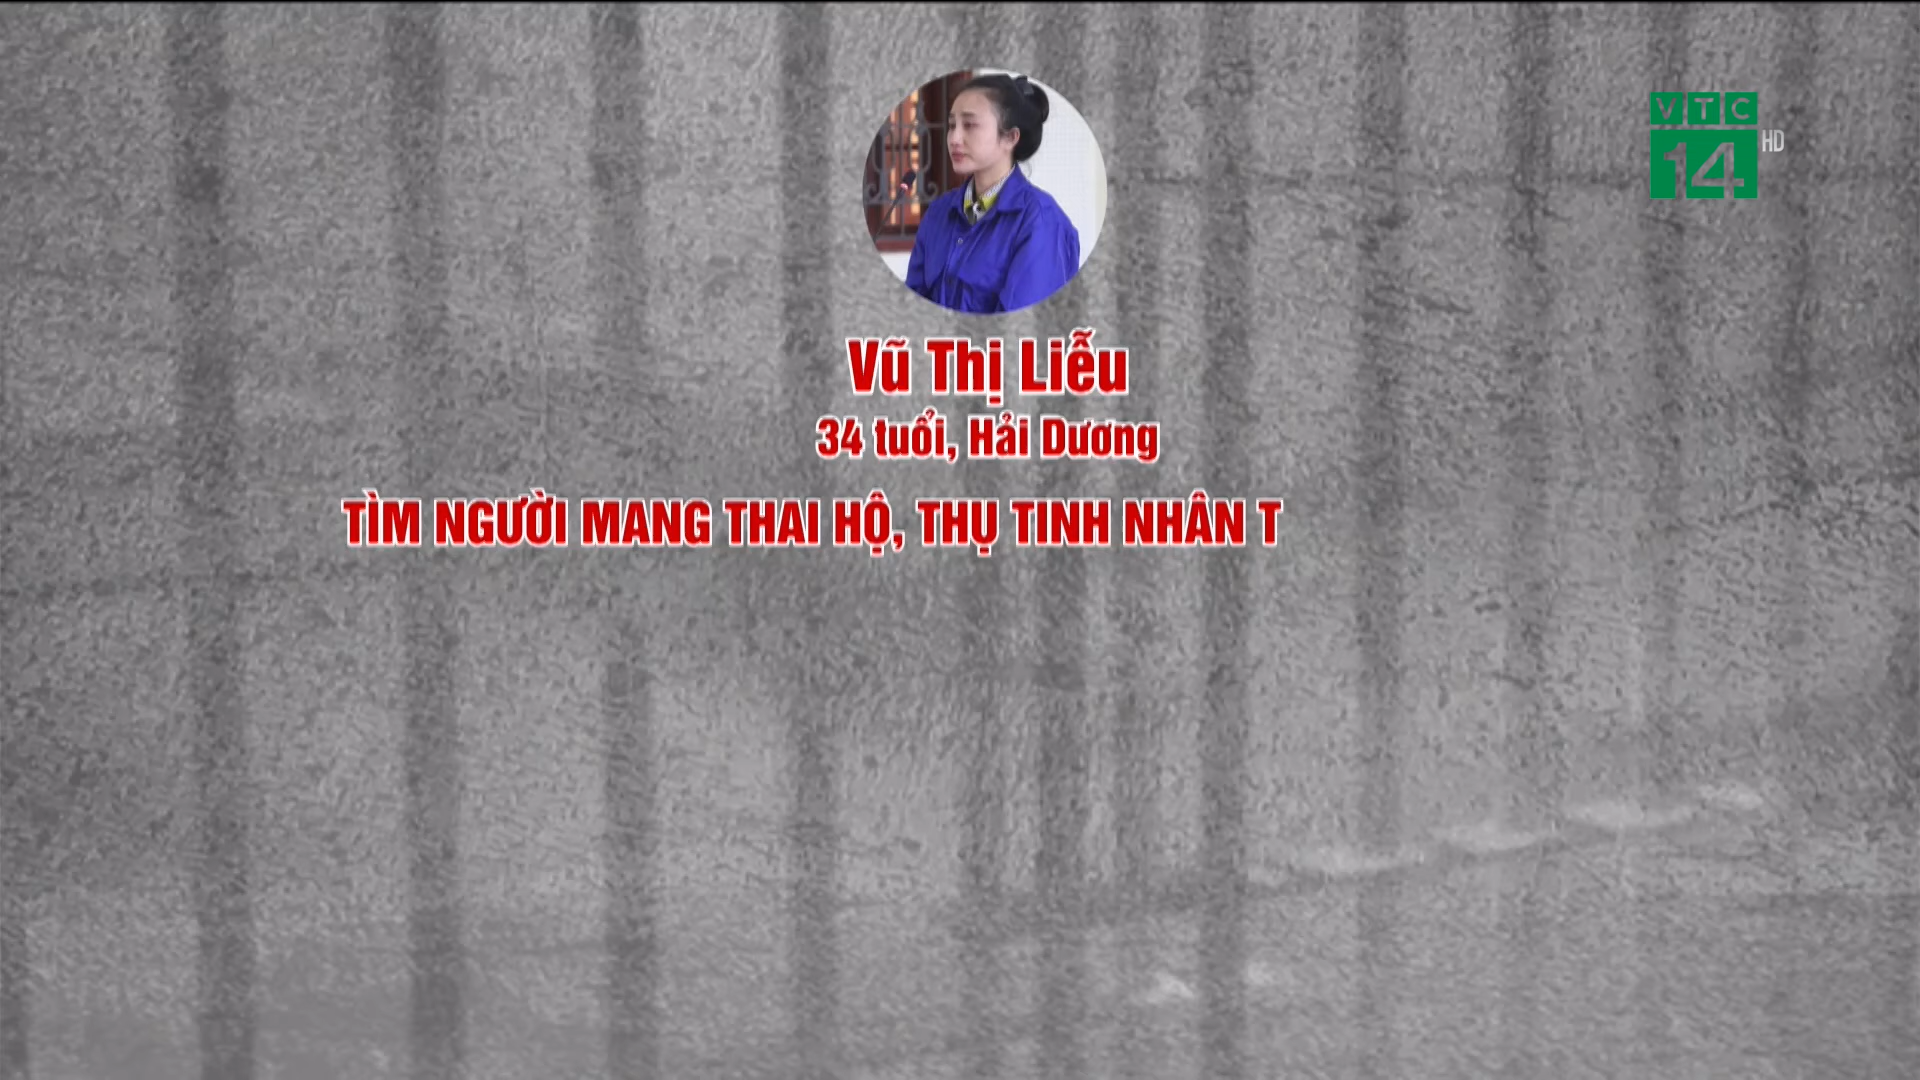 VTC
14 HD
Vũ Thị Liễu
34 tuổi, Hải Dương
TÌM NGƯỜI MANG THAI HỘ, THỤ TINH NHÂN T